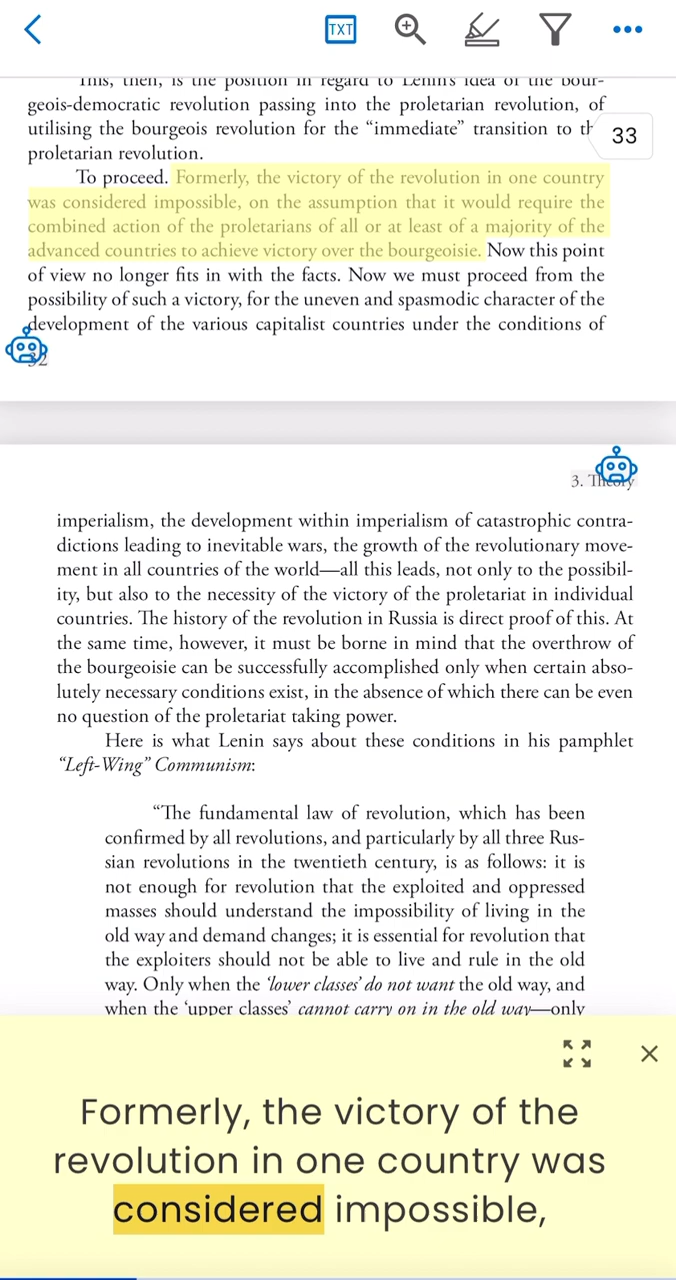 TXT
This, then, is the position in regard to Lenin's idea of the bour-
geois-democratic revolution passing into the proletarian revolution, of
utilising the bourgeois revolution for the “immediate” transition to th
33
proletarian revolution.
To proceed. Formerly, the victory of the revolution in one country
was considered impossible, on the assumption that it would require the
combined action of the proletarians of all or at least of a majority of the
advanced countries to achieve victory over the bourgeoisie. Now this point
of view no longer fits in with the facts. Now we must proceed from the
possibility of such a victory, for the uneven and spasmodic character of the
development of the various capitalist countries under the conditions of
32
3. Theory
imperialism, the development within imperialism of catastrophic contra-
dictions leading to inevitable wars, the growth of the revolutionary move-
ment in all countries of the world—all this leads, not only to the possibil-
ity, but also to the necessity of the victory of the proletariat in individual
countries. The history of the revolution in Russia is direct proof of this. At
the same time, however, it must be borne in mind that the overthrow of
the bourgeoisie can be successfully accomplished only when certain abso-
lutely necessary conditions exist, in the absence of which there can be even
no question of the proletariat taking power.
Here is what Lenin says about these conditions in his pamphlet
“Left-Wing” Communism:
“The fundamental law of revolution, which has been
confirmed by all revolutions, and particularly by all three Rus-
sian revolutions in the twentieth century, is as follows: it is
not enough for revolution that the exploited and oppressed
masses should understand the impossibility of living in the
old way and demand changes; it is essential for revolution that
the exploiters should not be able to live and rule in the old
way. Only when the ‘lower classes’ do not want the old way, and
when the ‘upper classes’ cannot carry on in the old way—only
Formerly, the victory of the
revolution in one country was
considered impossible,